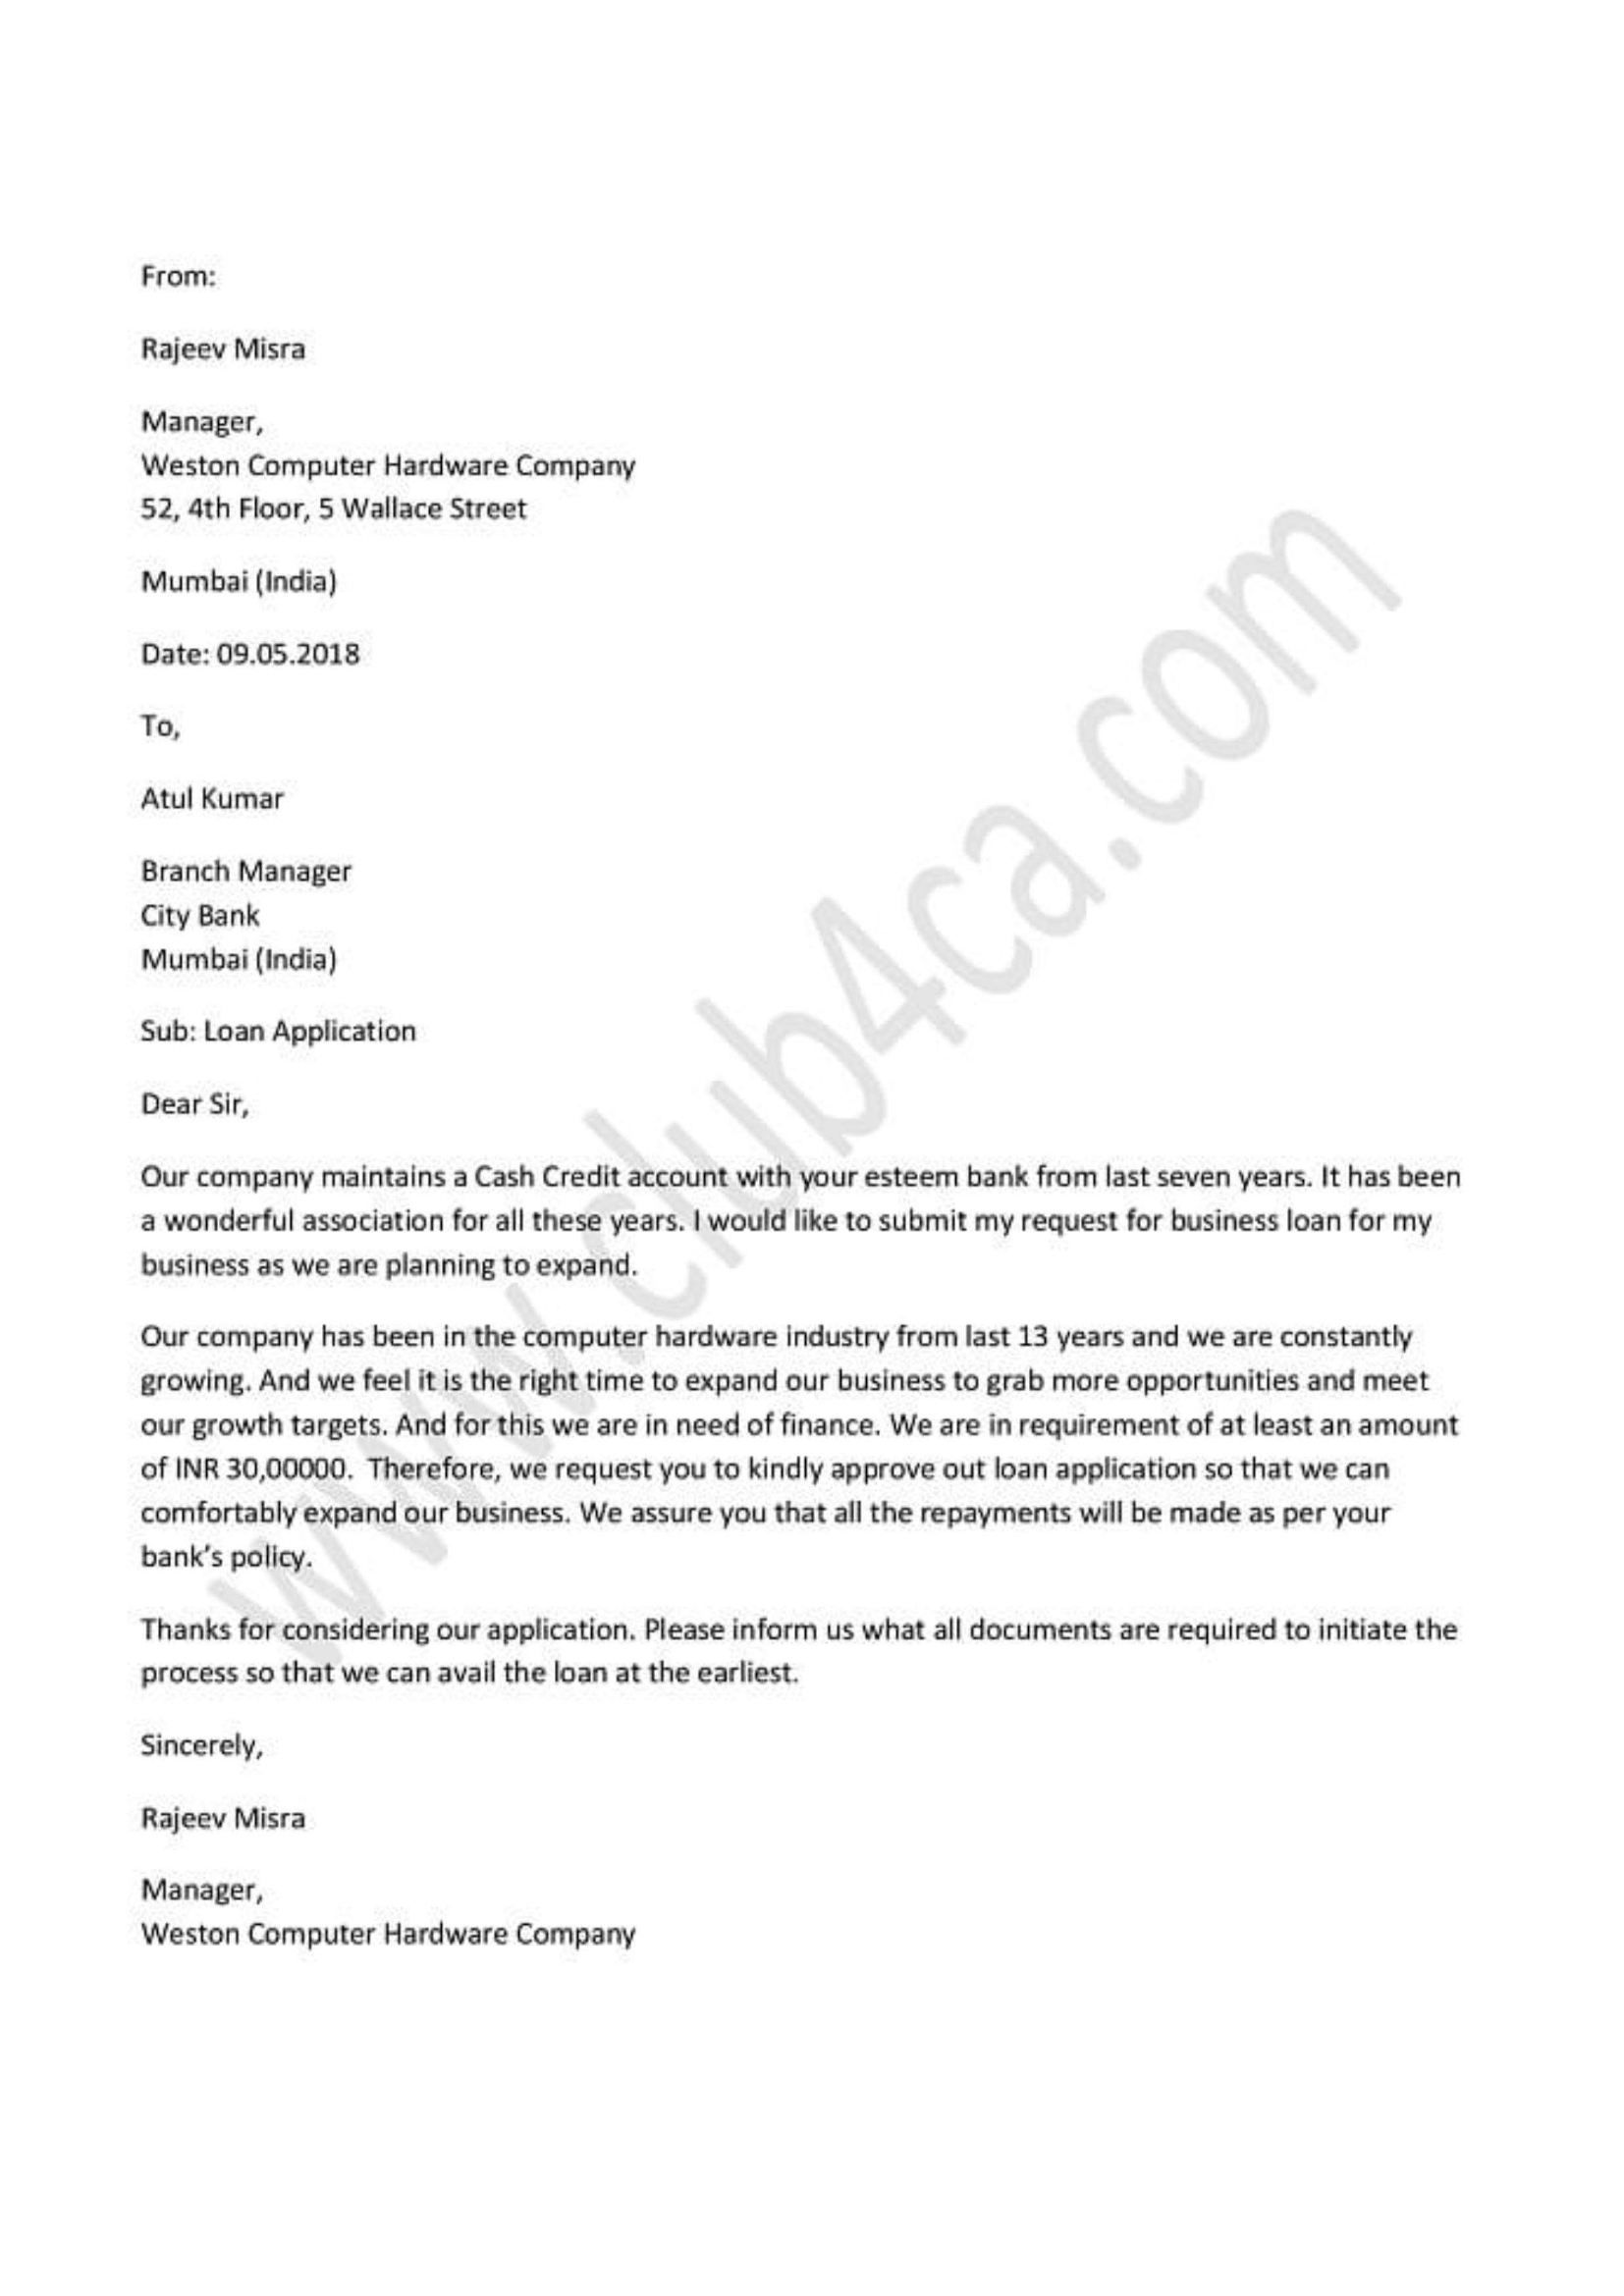 From:
Rajeev Misra
Manager,
Weston Computer Hardware Company
52, 4th Floor, 5 Wallace Street
Mumbai (India)
Date: 09.05.2018
To,
Atul Kumar
Branch Manager
City Bank
Mumbai (India)
Sub: Loan Application
Dear Sir,
Our company maintains a Cash Credit account with your esteem bank from last seven years. It has been
a wonderful association for all these years. I would like to submit my request for business loan for my
business as we are planning to expand.
Our company has been in the computer hardware industry from last 13 years and we are constantly
growing. And we feel it is the right time to expand our business to grab more opportunities and meet
our growth targets. And for this we are in need of finance. We are in requirement of at least an amount
of INR 30,00000.  Therefore, we request you to kindly approve out loan application so that we can
comfortably expand our business. We assure you that all the repayments will be made as per your
bank's policy.
Thanks for considering our application. Please inform us what all documents are required to initiate the
process so that we can avail the loan at the earliest.
Sincerely,
Rajeev Misra
Manager,
Weston Computer Hardware Company
www.club4ca.com